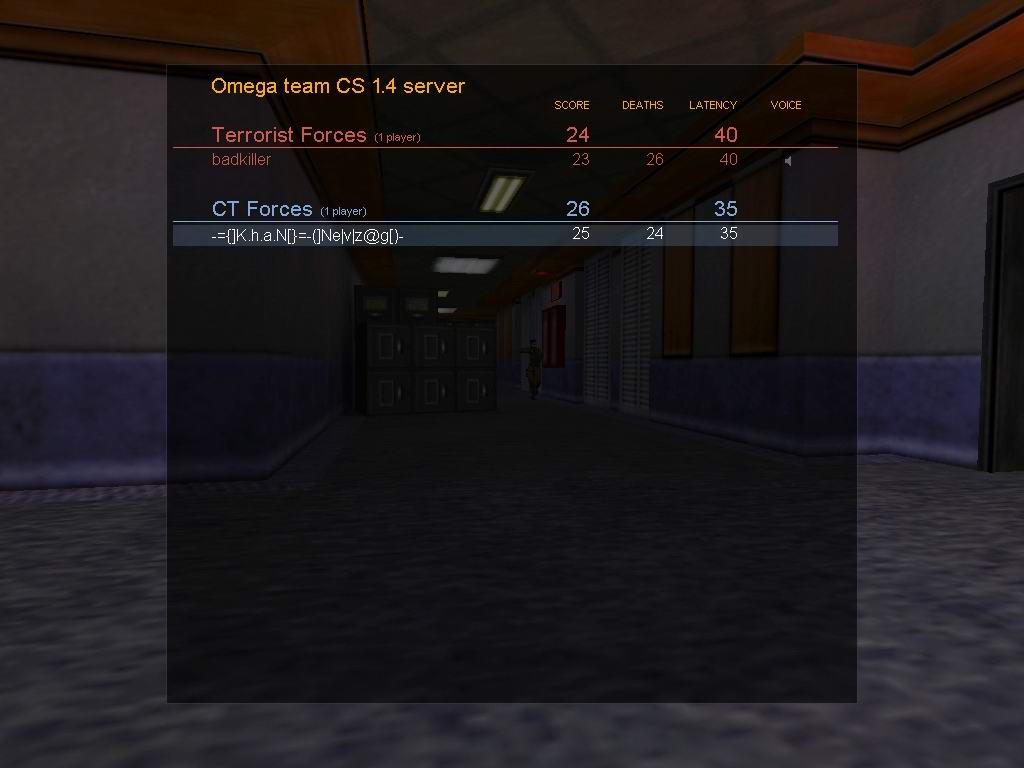 Omega team CS 1.4 server
SCORE DEATHS LATENCY VOICE
Terrorist Forces (1 player) 24 40
badkiller 23 26 40
CT Forces (1 player) 26 35
-={]K.h.a.N[}=-(]Ne|v|z@g[)- 25 24 35